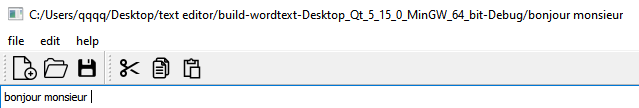 C:/Users/qqqq/Desktop/text editor/build-wordtext-Desktop_Qt_5_15_0_MinGW_64_bit-Debug/bonjour monsieur
file edit help
bonjour monsieur